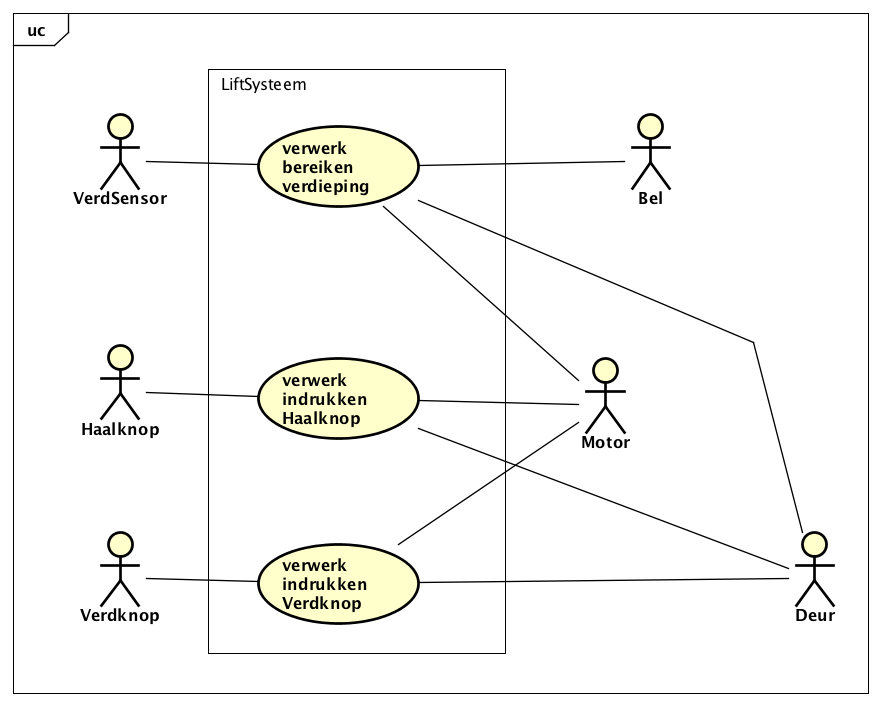 uc
LiftSysteem
verwerk
bereiken
verdieping
VerdSensor
Bel
verwerk
indrukken
Haalknop
Haalknop
Motor
verwerk
indrukken
Verdknop
Verdknop
Deur